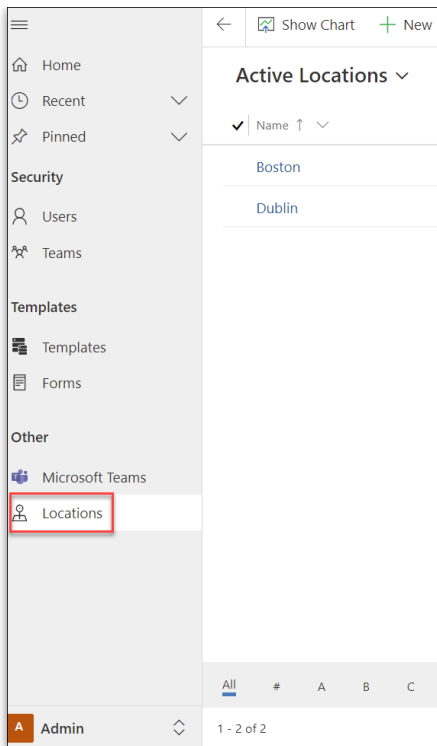 Show Chart
New
Home
Recent
Pinned
Security
Users
Teams
Templates
Templates
Forms
Other
Microsoft Teams
Locations
A Admin
Active Locations
Name ↑
Boston
Dublin
All # A B C
1 - 2 of 2